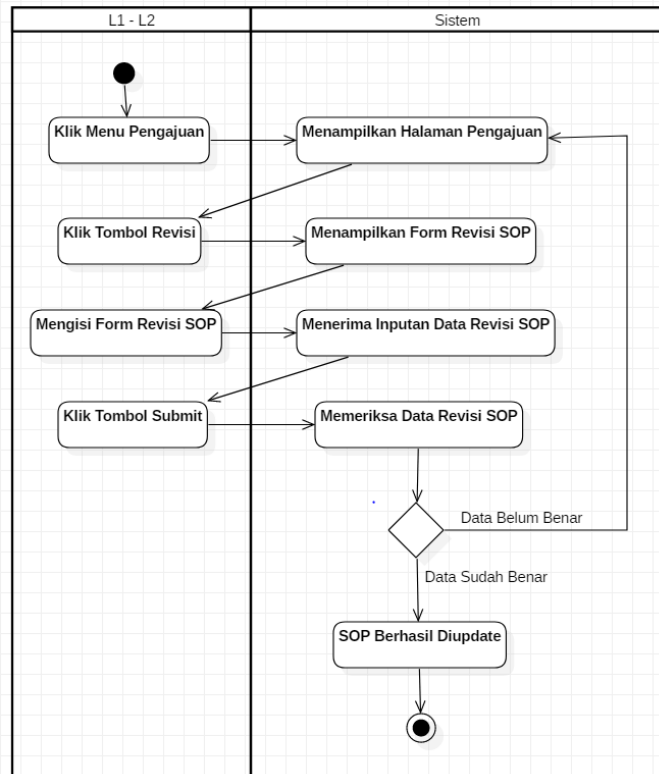 L1 - L2
Sistem
Klik Menu Pengajuan
Menampilkan Halaman Pengajuan
Klik Tombol Revisi
Menampilkan Form Revisi SOP
Mengisi Form Revisi SOP
Menerima Inputan Data Revisi SOP
Klik Tombol Submit
Memeriksa Data Revisi SOP
Data Belum Benar
Data Sudah Benar
SOP Berhasil Diupdate